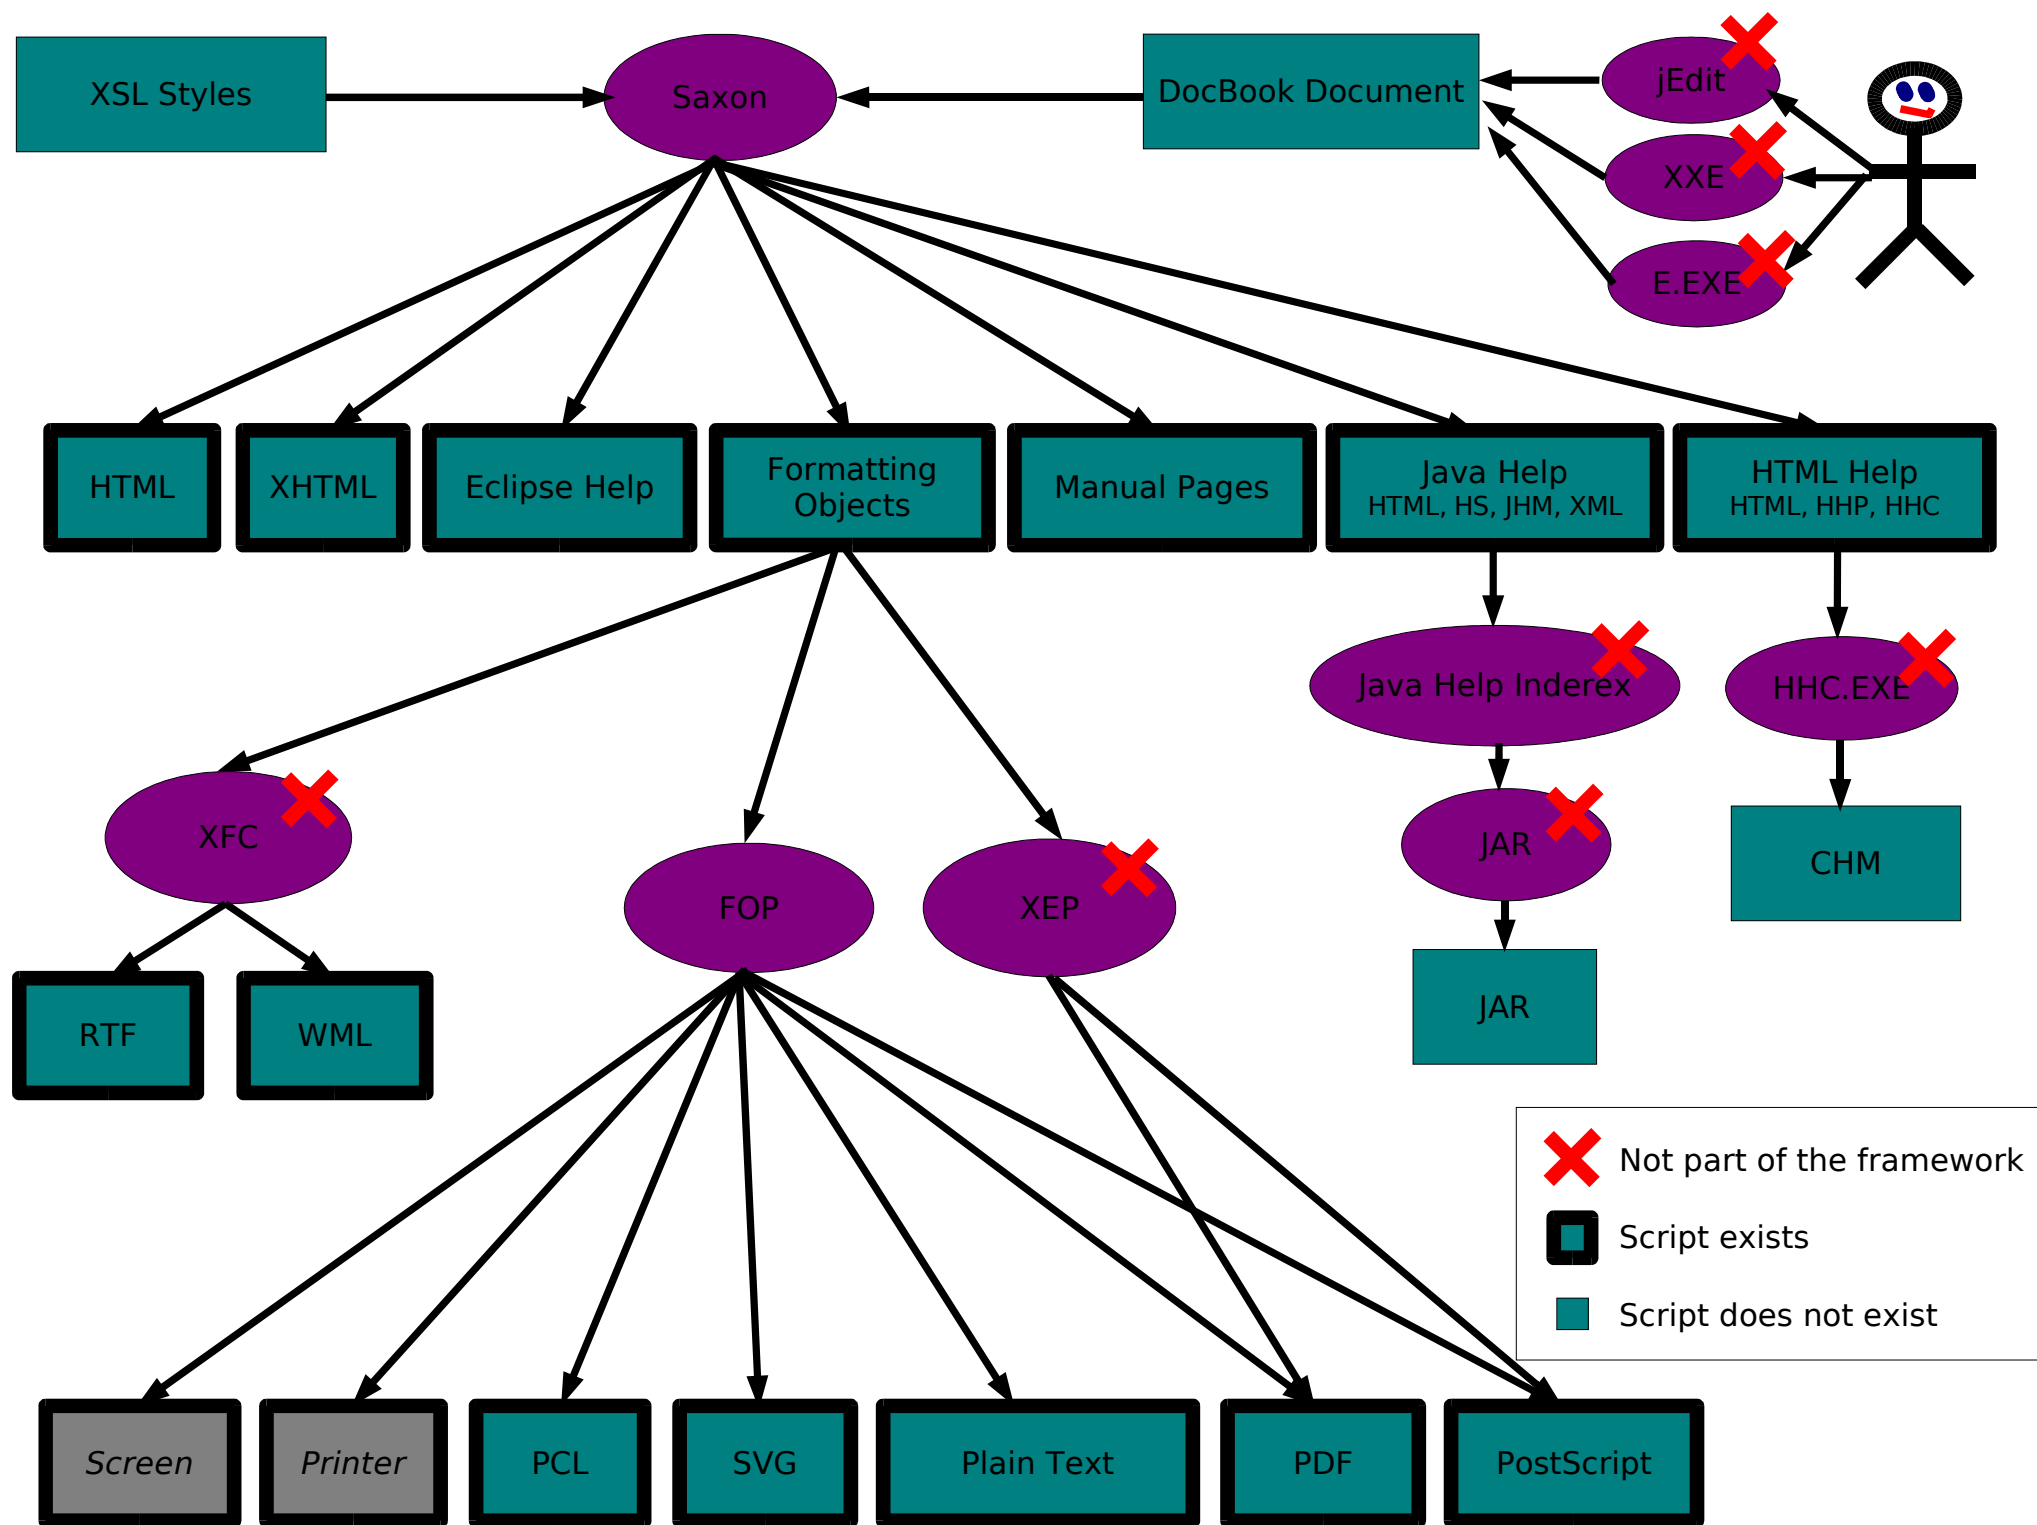 XSL Styles
Saxon
DocBook Document
jEdit
XXE
E.EXE
HTML
XHTML
Eclipse Help
Formatting
Objects
Manual Pages
Java Help
HTML, HS, JHM, XML
HTML Help
HTML, HHP, HHC
Java Help Inderex
HHC.EXE
XFC
FOP
XEP
JAR
CHM
RTF
WML
JAR
Not part of the framework
Script exists
Script does not exist
Screen
Printer
PCL
SVG
Plain Text
PDF
PostScript